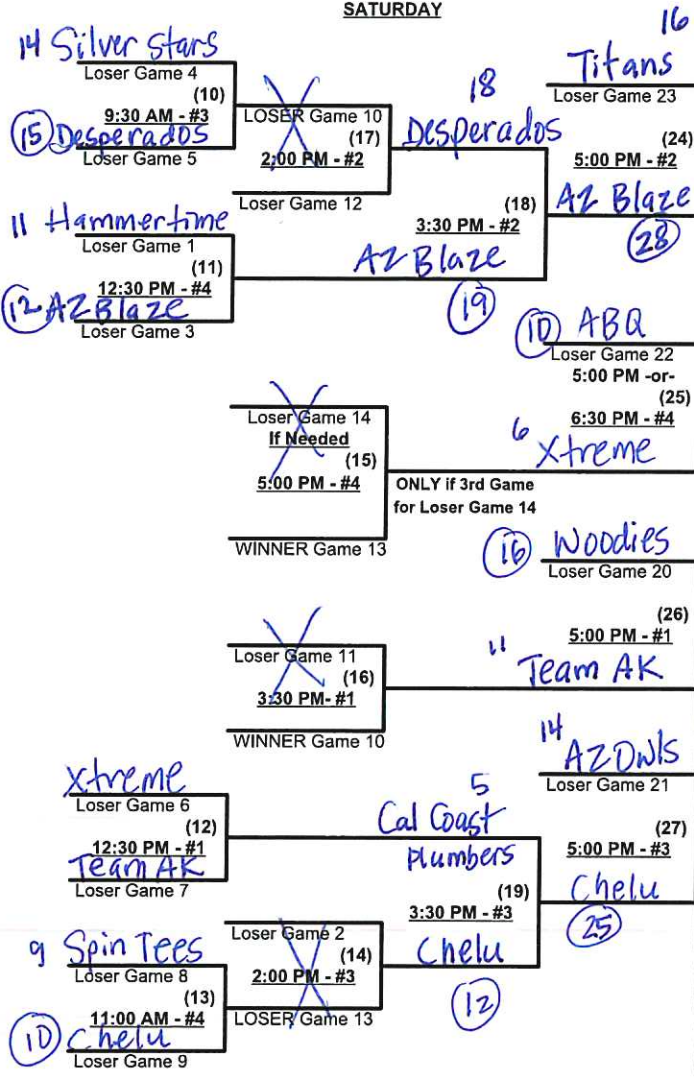 SATURDAY
14 Silver Stars
Loser Game 4
(10)
9:30 AM - #3
15 Desperados
Loser Game 5
LOSER Game 10
(17)
2:00 PM - #2
Loser Game 12
18
Desperados
(18)
3:30 PM - #2
AZ Blaze
19
16
Titans
Loser Game 23
(24)
5:00 PM - #2
AZ Blaze
28
11 Hammertime
Loser Game 1
(11)
12:30 PM - #4
12 AZ Blaze
Loser Game 3
10 ABQ
Loser Game 22
5:00 PM -or-
(25)
6:30 PM - #4
6 Xtreme
Loser Game 14
If Needed
(15)
5:00 PM - #4
WINNER Game 13
ONLY if 3rd Game
for Loser Game 14
16 Woodies
Loser Game 20
(26)
5:00 PM - #1
11 Team AK
Loser Game 11
(16)
3:30 PM- #1
WINNER Game 10
14
AZ Owls
Loser Game 21
(27)
5:00 PM - #3
Chelu
25
Xtreme
Loser Game 6
(12)
12:30 PM - #1
Team AK
Loser Game 7
5
Cal Coast
Plumbers
(19)
3:30 PM - #3
Chelu
12
Loser Game 2
(14)
2:00 PM - #3
LOSER Game 13
9 Spin Tees
Loser Game 8
(13)
11:00 AM - #4
10 Chelu
Loser Game 9